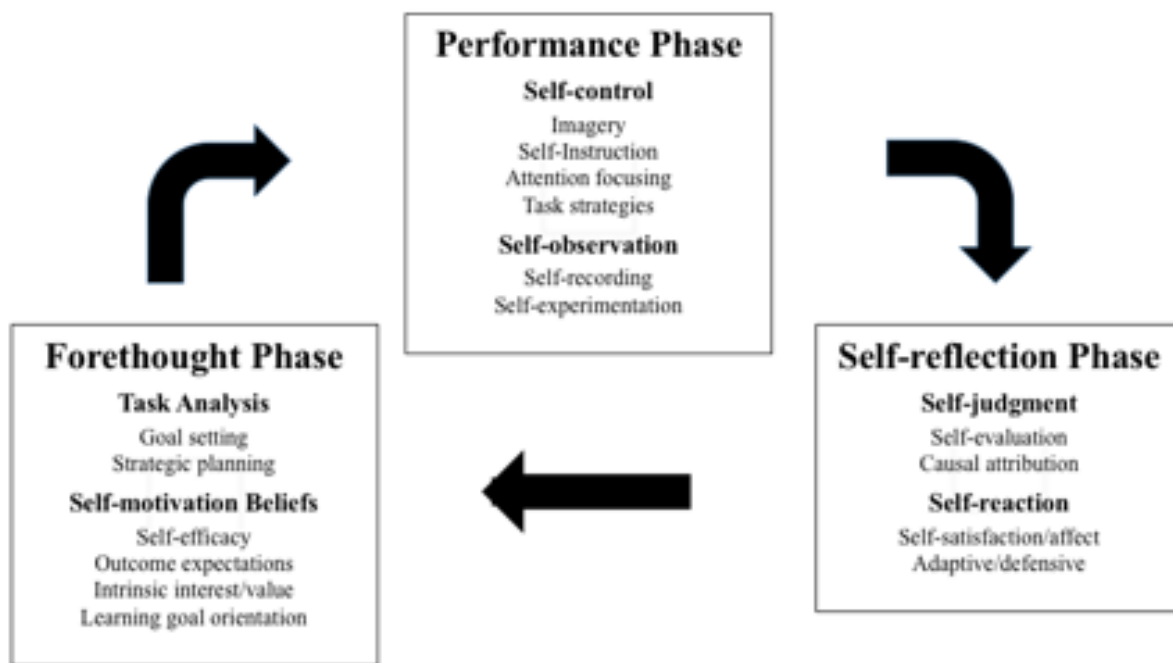 Performance Phase
Self-control
Imagery
Self-Instruction
Attention focusing
Task strategies
Self-observation
Self-recording
Self-experimentation
Forethought Phase
Task Analysis
Goal setting
Strategic planning
Self-motivation Beliefs
Self-efficacy
Outcome expectations
Intrinsic interest/value
Learning goal orientation
Self-reflection Phase
Self-judgment
Self-evaluation
Causal attribution
Self-reaction
Self-satisfaction/affect
Adaptive/defensive